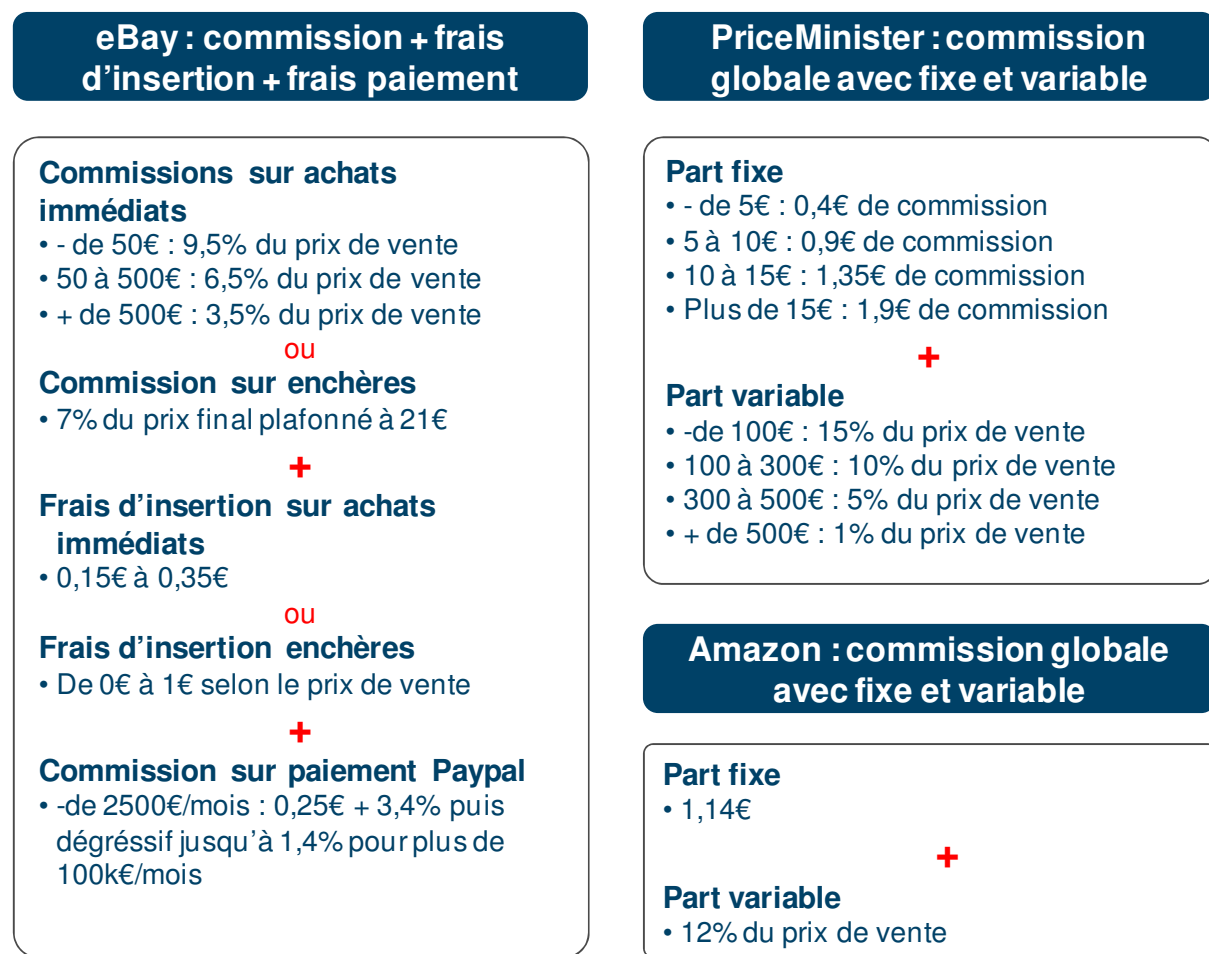 eBay : commission + frais
d'insertion + frais paiement
Commissions sur achats
immédiats
• - de 50€ : 9,5% du prix de vente
• 50 à 500€ : 6,5% du prix de vente
• + de 500€ : 3,5% du prix de vente
ou
Commission sur enchères
• 7% du prix final plafonné à 21€
+
Frais d'insertion sur achats
immédiats
• 0,15€ à 0,35€
ou
Frais d'insertion enchères
• De 0€ à 1€ selon le prix de vente
+
Commission sur paiement Paypal
• -de 2500€/mois : 0,25€ + 3,4% puis
dégréssif jusqu'à 1,4% pour plus de
100k€/mois
PriceMinister : commission
globale avec fixe et variable
Part fixe
• - de 5€ : 0,4€ de commission
• 5 à 10€ : 0,9€ de commission
• 10 à 15€ : 1,35€ de commission
• Plus de 15€ : 1,9€ de commission
+
Part variable
• -de 100€ : 15% du prix de vente
• 100 à 300€ : 10% du prix de vente
• 300 à 500€ : 5% du prix de vente
• + de 500€ : 1% du prix de vente
Amazon : commission globale
avec fixe et variable
Part fixe
• 1,14€
+
Part variable
• 12% du prix de vente